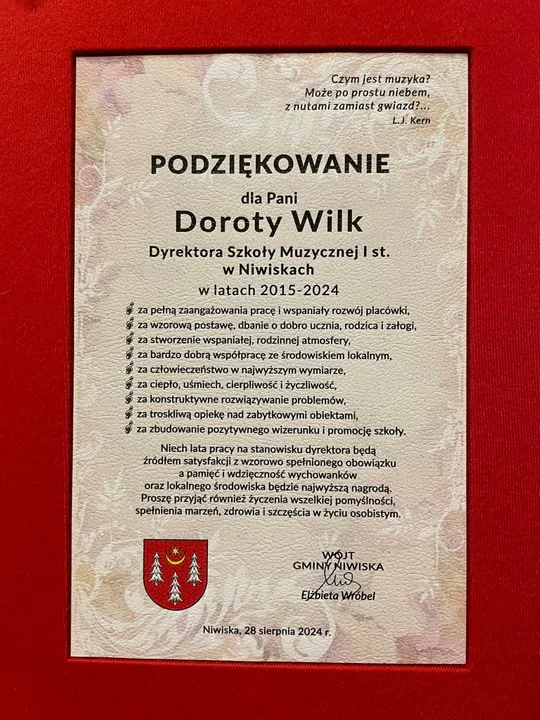 Czym jest muzyka?
Może po prostu niebem,
z nutami zamiast gwiazd?...
L.J. Kern
PODZIĘKOWANIE
dla Pani
Doroty Wilk
Dyrektora Szkoły Muzycznej I st.
w Niwiskach
w latach 2015-2024
za pełną zaangażowania pracę i wspaniały rozwój placówki,
za wzorową postawę, dbanie o dobro ucznia, rodzica i załogi,
za stworzenie wspaniałej, rodzinnej atmosfery,
za bardzo dobrą współpracę ze środowiskiem lokalnym,
za człowieczeństwo w najwyższym wymiarze,
za ciepło, uśmiech, cierpliwość i życzliwość,
za konstruktywne rozwiązywanie problemów,
za troskliwą opiekę nad zabytkowymi obiektami,
za zbudowanie pozytywnego wizerunku i promocję szkoły.
Niech lata pracy na stanowisku dyrektora będą
źródłem satysfakcji z wzorowo spełnionego obowiązku
a pamięć i wdzięczność wychowanków
oraz lokalnego środowiska będzie najwyższą nagrodą.
Proszę przyjąć również życzenia wszelkiej pomyślności,
spełnienia marzeń, zdrowia i szczęścia w życiu osobistym.
WÓJT
GMINY NIWISKA
Elżbieta Wróbel
Niwiska, 28 sierpnia 2024 r.